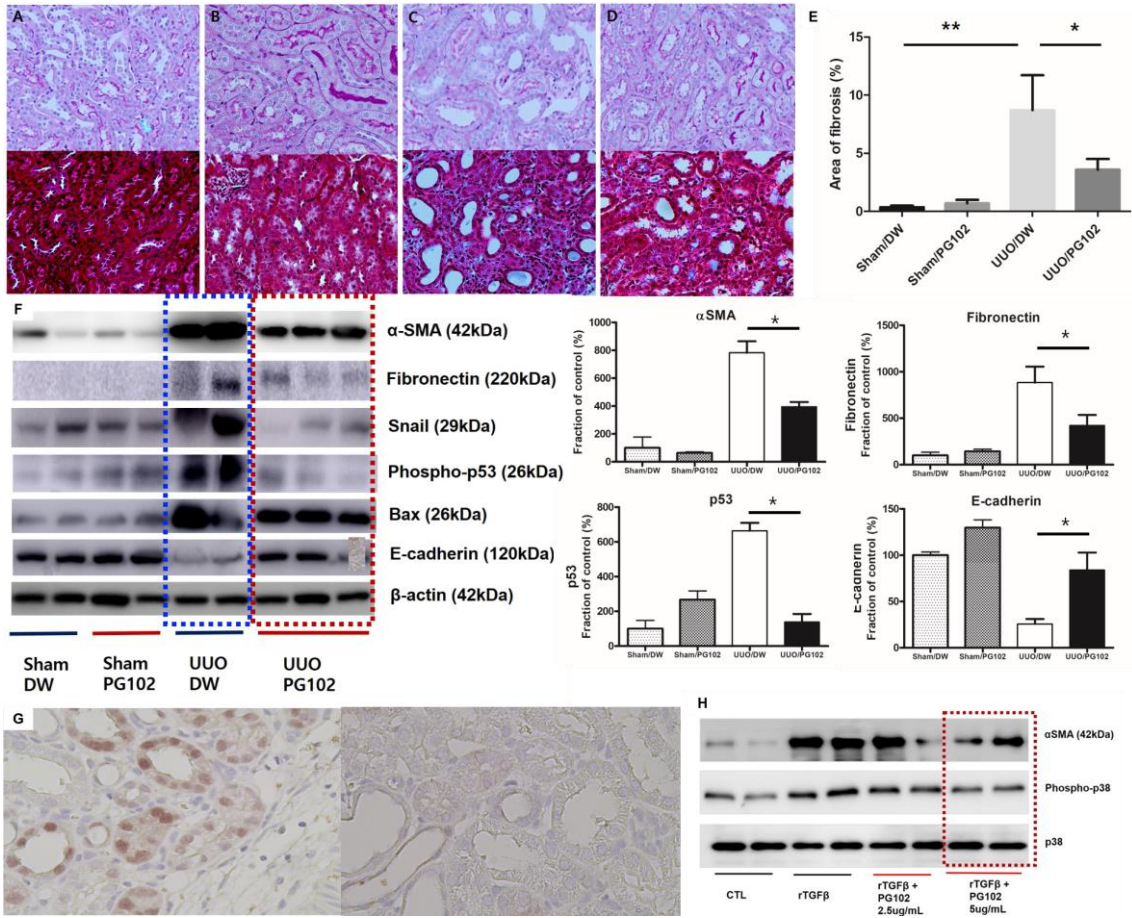 A
B
C
D
E
**
*
Area of fibrosis (%)
15
10
5
0
Sham/DW
Sham/PG102
UUO/DW
UUO/PG102
F
α-SMA (42kDa)
Fibronectin (220kDa)
Snail (29kDa)
Phospho-p53 (26kDa)
Bax (26kDa)
E-cadherin (120kDa)
β-actin (42kDa)
Sham
DW
Sham
PG102
UUO
DW
UUO
PG102
αSMA
Fraction of control (%)
1000
800
600
400
200
0
*
Sham/DW
Sham/PG102
UUO/DW
UUO/PG102
Fibronectin
Fibronectin
Fraction of control (%)
1500
1000
500
0
*
Sham/DW
Sham/PG102
UUO/DW
UUO/PG102
p53
p53
Fraction of control (%)
800
600
400
200
0
*
Sham/DW
Sham/PG102
UUO/DW
UUO/PG102
E-cadherin
E-cadherin
Fraction of control (%)
150
100
50
0
*
Sham/DW
Sham/PG102
UUO/DW
UUO/PG102
G
H
αSMA (42kDa)
Phospho-p38
p38
CTL
rTGFβ
rTGFβ +
PG102
2.5ug/mL
rTGFβ +
PG102
5ug/mL